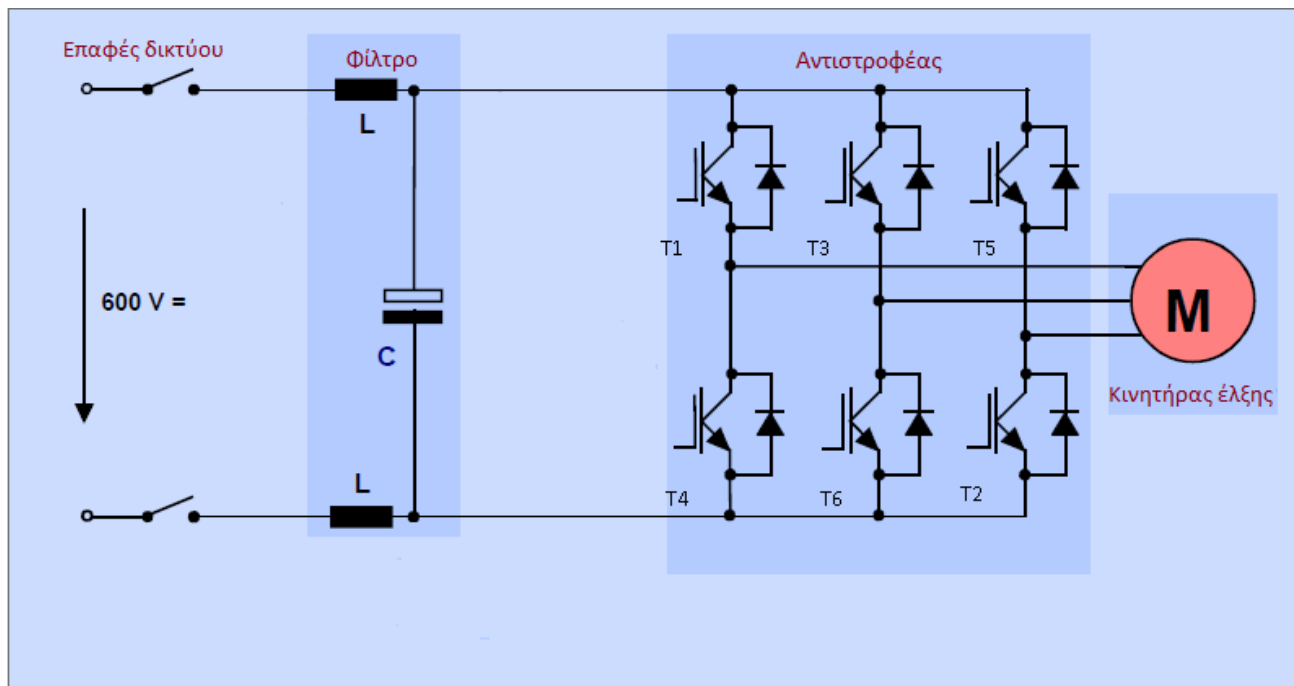 Επαφές δικτύου
Φίλτρο
Αντιστροφέας
L
T1
T3
T5
600 V =
C
M
Κινητήρας έλξης
L
T4
T6
T2